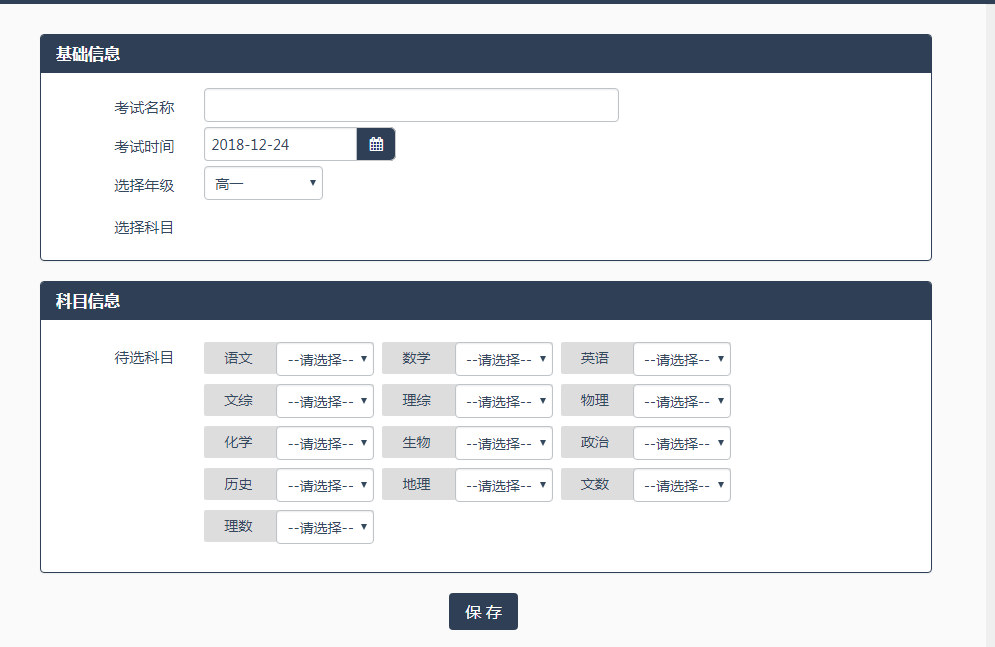 基础信息
考试名称
考试时间 2018-12-24
选择年级 高一
选择科目
科目信息
待选科目 语文 --请选择-- 数学 --请选择-- 英语 --请选择--
文综 --请选择-- 理综 --请选择-- 物理 --请选择--
化学 --请选择-- 生物 --请选择-- 政治 --请选择--
历史 --请选择-- 地理 --请选择-- 文数 --请选择--
理数 --请选择--
保 存